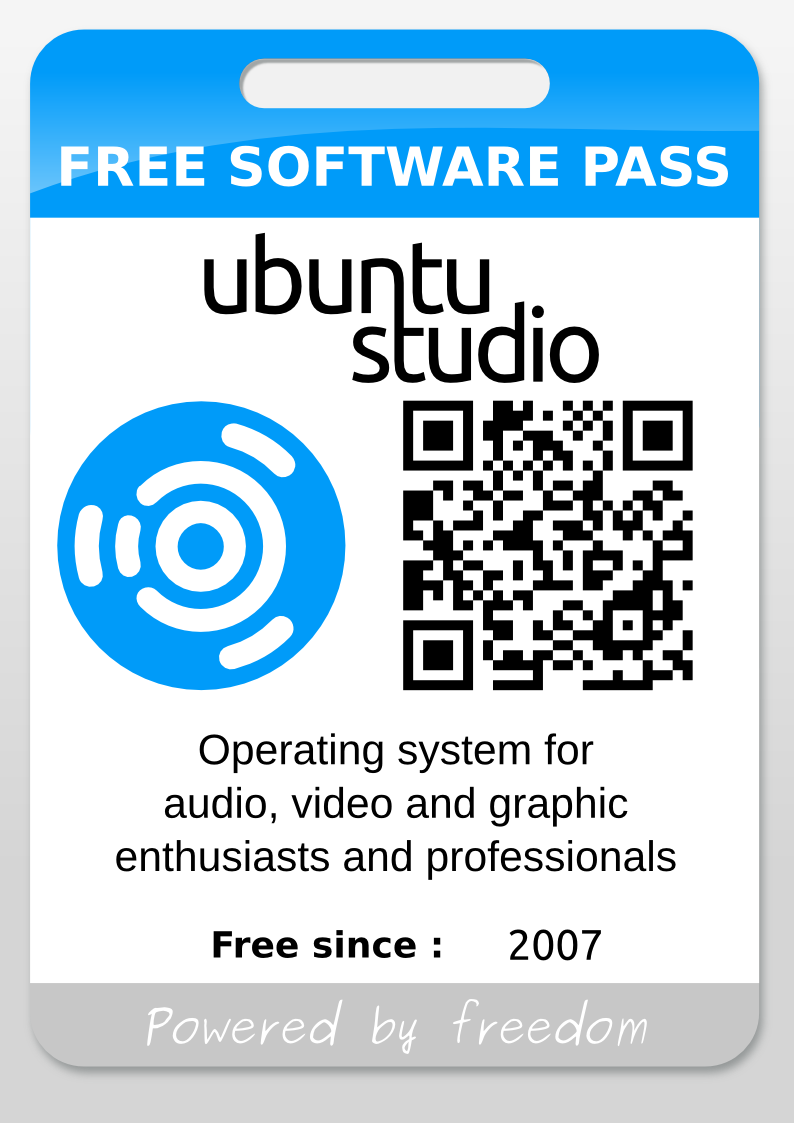 FREE SOFTWARE PASS
ubuntu
studio
Operating system for
audio, video and graphic
enthusiasts and professionals
Free since : 2007
Powered by freedom